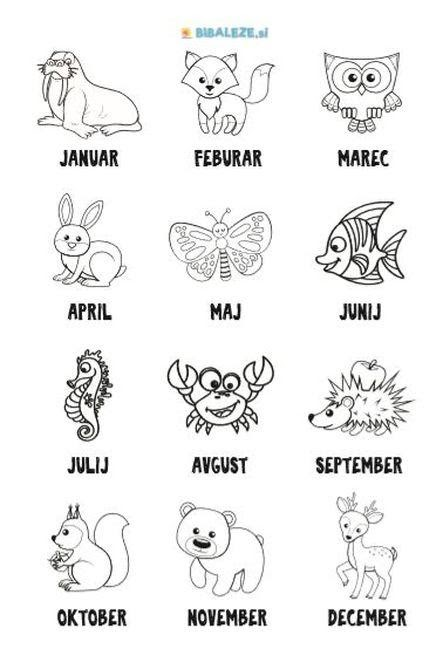 BIBALEZE.si
JANUAR FEBURAR MAREC
APRIL MAJ JUNIJ
JULIJ AVGUST SEPTEMBER
OKTOBER NOVEMBER DECEMBER